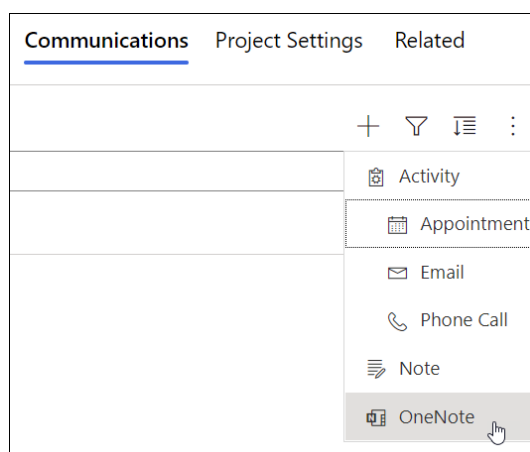 Communications Project Settings Related
Activity
Appointment
Email
Phone Call
Note
OneNote